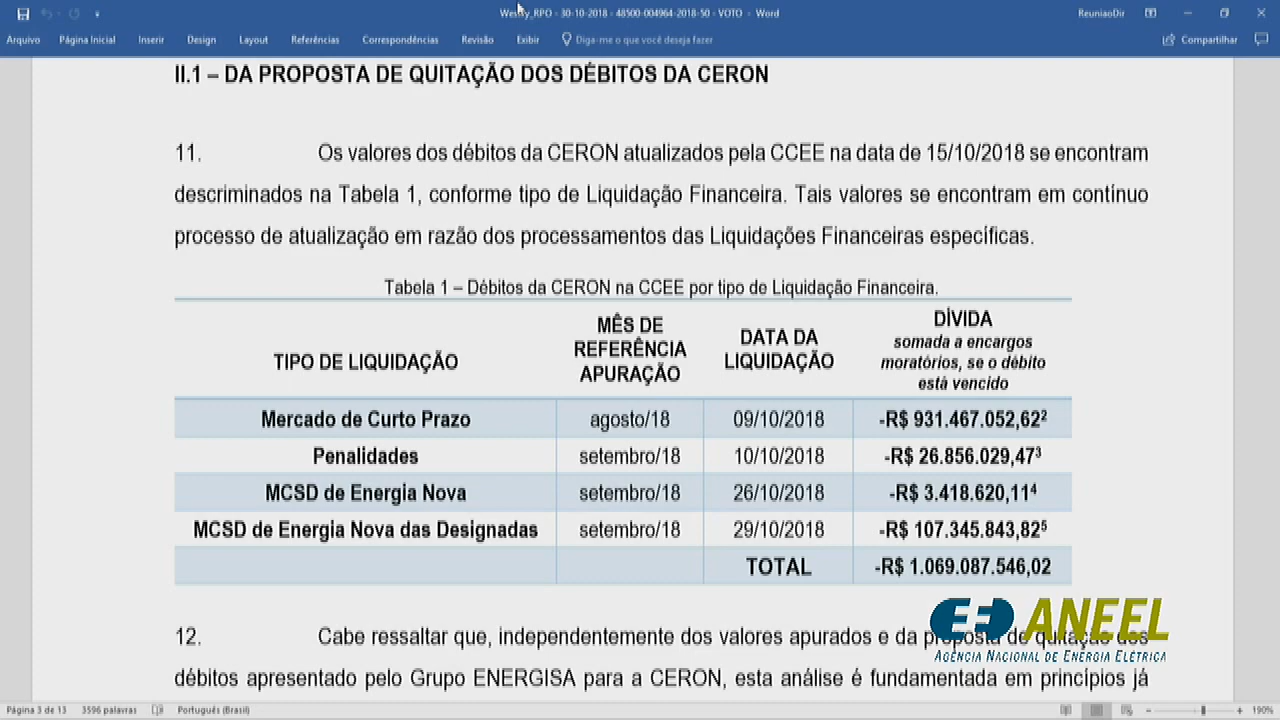 Wesley_RPO - 30-10-2018 - 48500-004964-2018-50 - VOTO - Word
ReuniaoDir
Arquivo Página Inicial Inserir Design Layout Referências Correspondências Revisão Exibir Diga-me o que você deseja fazer Compartilhar
II.1 – DA PROPOSTA DE QUITAÇÃO DOS DÉBITOS DA CERON
11. Os valores dos débitos da CERON atualizados pela CCEE na data de 15/10/2018 se encontram
descriminados na Tabela 1, conforme tipo de Liquidação Financeira. Tais valores se encontram em contínuo
processo de atualização em razão dos processamentos das Liquidações Financeiras específicas.
Tabela 1 – Débitos da CERON na CCEE por tipo de Liquidação Financeira.
TIPO DE LIQUIDAÇÃO
MÊS DE
REFERÊNCIA
APURAÇÃO
DATA DA
LIQUIDAÇÃO
DÍVIDA
somada a encargos
moratórios, se o débito
está vencido
Mercado de Curto Prazo agosto/18 09/10/2018 -R$ 931.467.052,62²
Penalidades setembro/18 10/10/2018 -R$ 26.856.029,47³
MCSD de Energia Nova setembro/18 26/10/2018 -R$ 3.418.620,11⁴
MCSD de Energia Nova das Designadas setembro/18 29/10/2018 -R$ 107.345.843,82⁵
TOTAL -R$ 1.069.087.546,02
12. Cabe ressaltar que, independentemente dos valores apurados e da proposta de quitação dos
débitos apresentado pelo Grupo ENERGISA para a CERON, esta análise é fundamentada em princípios já
ANEEL
AGÊNCIA NACIONAL DE ENERGIA ELÉTRICA
Página 3 de 13 3596 palavras Português (Brasil) 190%